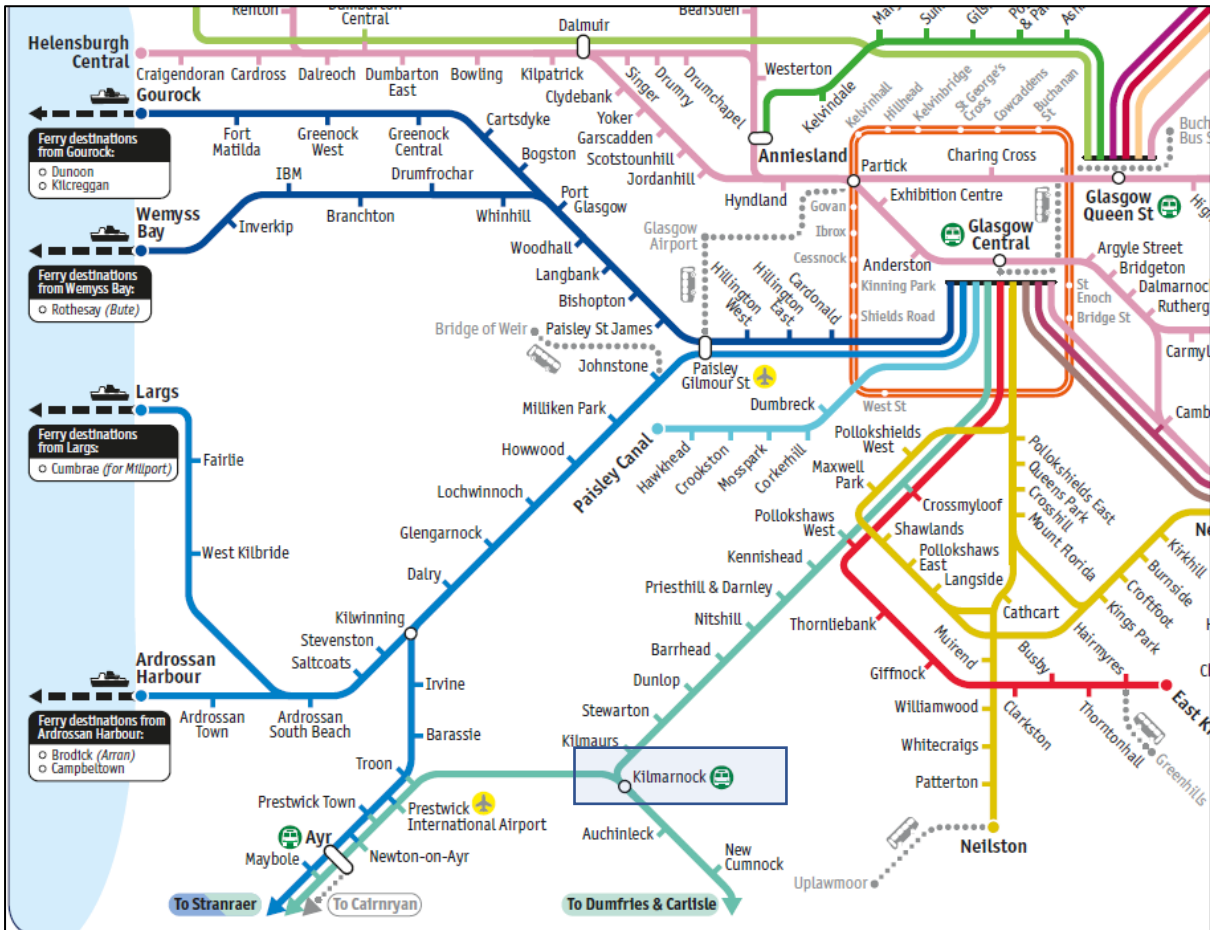 Renton
Dumbarton
Central
Dalmuir
Bearsden
Helensburgh
Central
Craigendoran
Cardross
Dalreoch
Dumbarton
East
Bowling
Kilpatrick
Singer
Drumry
Drumchapel
Westerton
Kelvindale
Clydebank
Yoker
Garscadden
Scotstounhill
Jordanhill
Hyndland
Anniesland
Partick
Kelvinhall
Hillhead
Kelvinbridge
St George's
Cross
Cowcaddens
Buchanan
St
Charing Cross
Exhibition Centre
Glasgow
Queen St
Glasgow
Central
Anderston
Argyle Street
Bridgeton
Dalmarnoc
Rutherg
Carmyl
Camb
Govan
Ibrox
Cessnock
Kinning Park
Shields Road
West St
St
Enoch
Bridge St
Buch
Bus S
High
Gourock
Ferry destinations
from Gourock:
Dunoon
Kilcreggan
Fort
Matilda
Greenock
West
Greenock
Central
Cartsdyke
Bogston
Port
Glasgow
IBM
Drumfrochar
Inverkip
Branchton
Whinhill
Wemyss
Bay
Ferry destinations
from Wemyss Bay:
Rothesay (Bute)
Woodhall
Langbank
Bishopton
Paisley St James
Glasgow
Airport
Bridge of Weir
Hillington
West
Hillington
East
Cardonald
Paisley
Gilmour St
Johnstone
Milliken Park
Howwood
Lochwinnoch
Glengarnock
Dalry
Kilwinning
Stevenston
Saltcoats
Largs
Ferry destinations
from Largs:
Cumbrae (for Millport)
Fairlie
West Kilbride
Ardrossan
Harbour
Ferry destinations from
Ardrossan Harbour:
Brodick (Arran)
Campbeltown
Ardrossan
Town
Ardrossan
South Beach
Irvine
Barassie
Troon
Prestwick Town
Prestwick
International Airport
Ayr
Newton-on-Ayr
Maybole
To Stranraer
To Cairnryan
Paisley Canal
Hawkhead
Crookston
Mosspark
Corkerhill
Dumbreck
Pollokshields
West
Maxwell
Park
Crossmyloof
Pollokshaws
West
Shawlands
Pollokshaws
East
Langside
Pollokshields East
Queens Park
Crosshill
Mount Florida
Cathcart
Kirkhill
Burnside
Croftfoot
Kings Park
Kennishead
Priesthill & Darnley
Nitshill
Barrhead
Dunlop
Stewarton
Kilmaurs
Kilmarnock
Auchinleck
New
Cumnock
To Dumfries & Carlisle
Thornliebank
Giffnock
Muirend
Williamwood
Whitecraigs
Patterton
Neilston
Uplawmoor
Clarkston
Busby
Thorntonhall
Hairmyres
Greenhills
East K